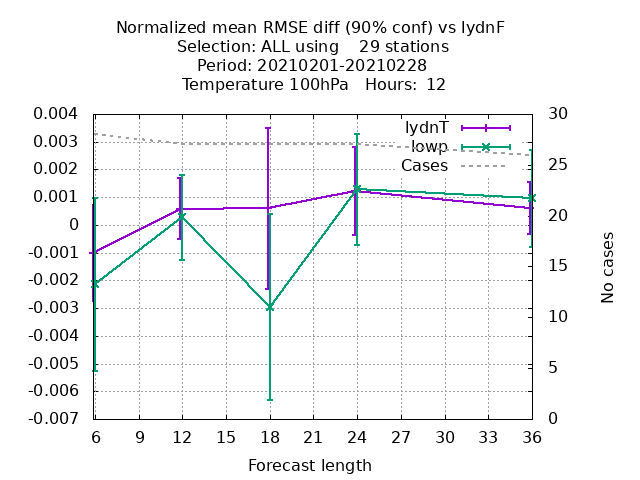 Normalized mean RMSE diff (90% conf) vs lydnF
Selection: ALL using    29 stations
Period: 20210201-20210228
Temperature 100hPa   Hours:  12
0.004
0.003
0.002
0.001
0
-0.001
-0.002
-0.003
-0.004
-0.005
-0.006
-0.007
lydnT
lowp
Cases
30
25
20
15
10
5
0
No cases
6 9 12 15 18 21 24 27 30 33 36
Forecast length